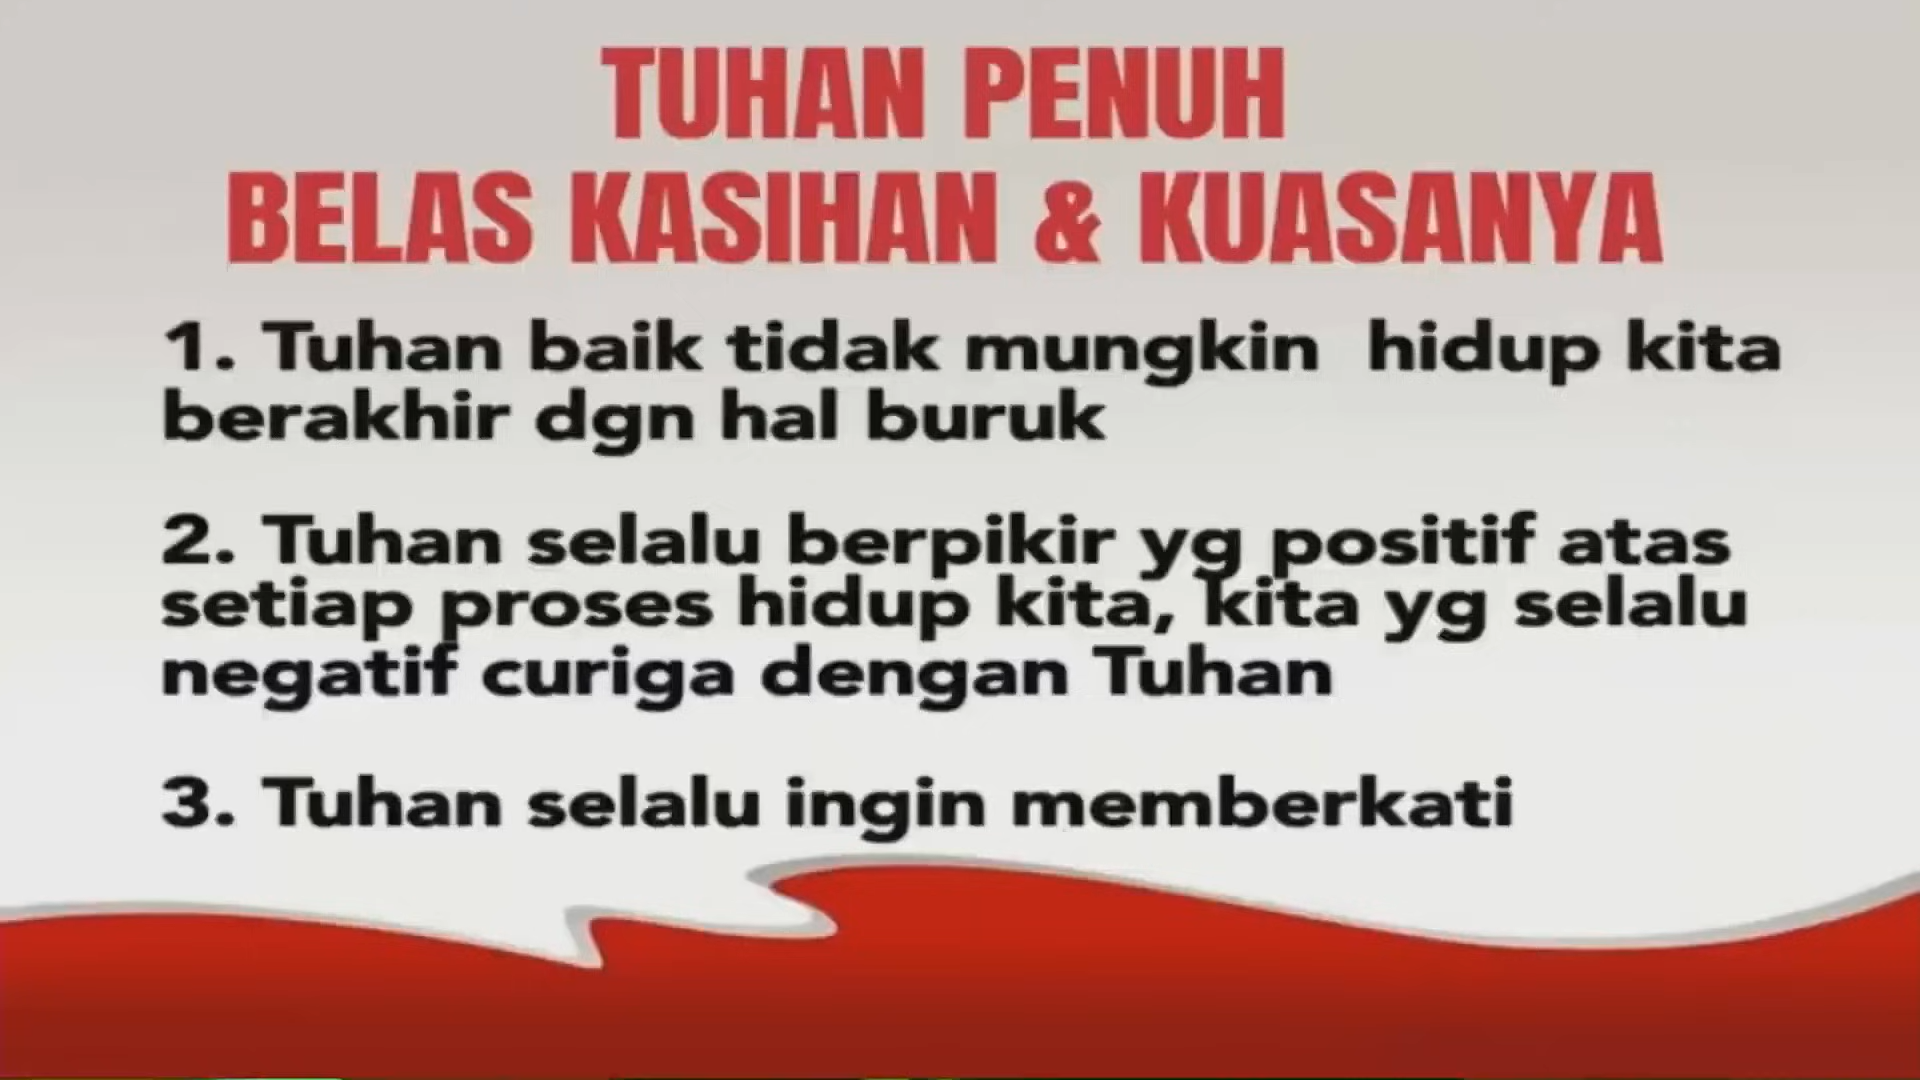 TUHAN PENUH
BELAS KASIHAN & KUASANYA
1. Tuhan baik tidak mungkin hidup kita
berakhir dgn hal buruk
2. Tuhan selalu berpikir yg positif atas
setiap proses hidup kita, kita yg selalu
negatif curiga dengan Tuhan
3. Tuhan selalu ingin memberkati